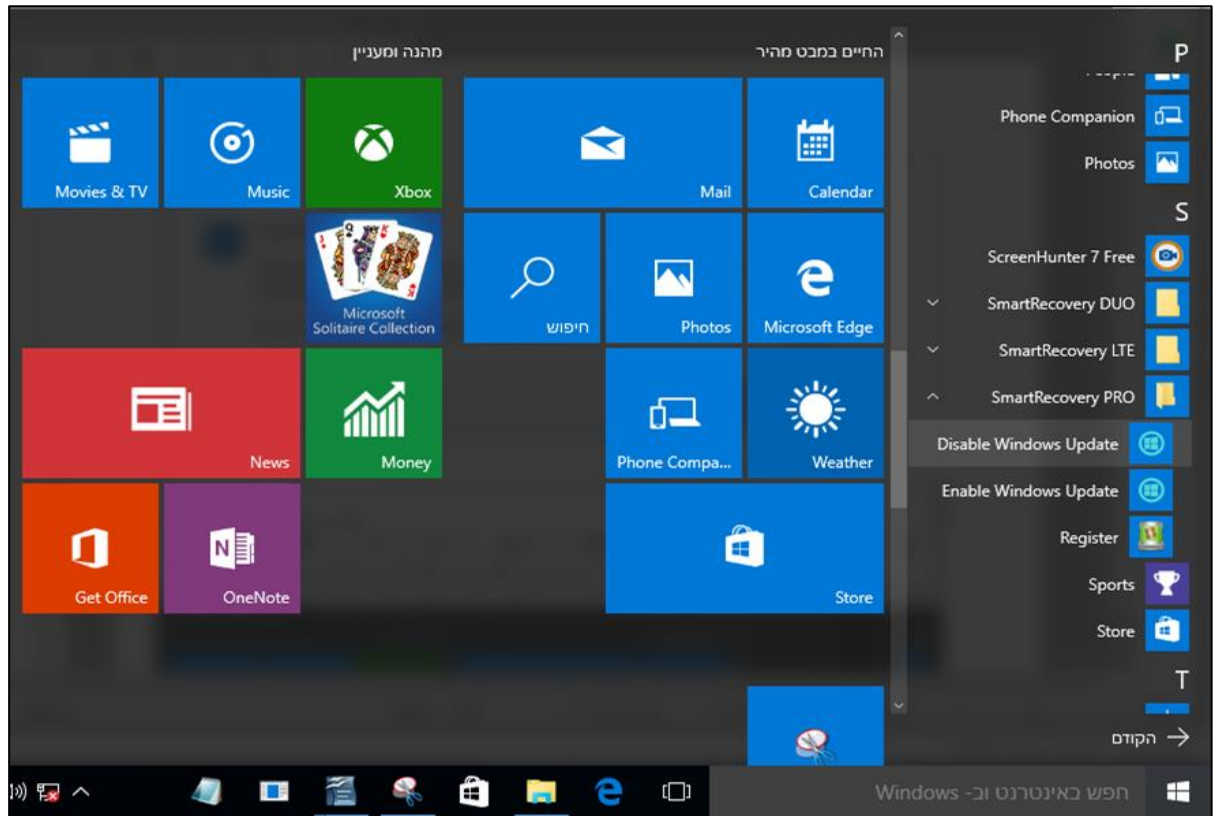 P
Phone Companion
Photos
S
ScreenHunter 7 Free
SmartRecovery DUO
SmartRecovery LTE
SmartRecovery PRO
Disable Windows Update
Enable Windows Update
Register
Sports
Store
T
הקודם
החיים במבט מהיר
Calendar
Mail
Microsoft Edge
Photos
חיפוש
Weather
Phone Compa...
Store
מהנה ומעניין
Xbox
Music
Movies & TV
Microsoft
Solitaire Collection
Money
News
OneNote
Get Office
חפש באינטרנט וב- Windows